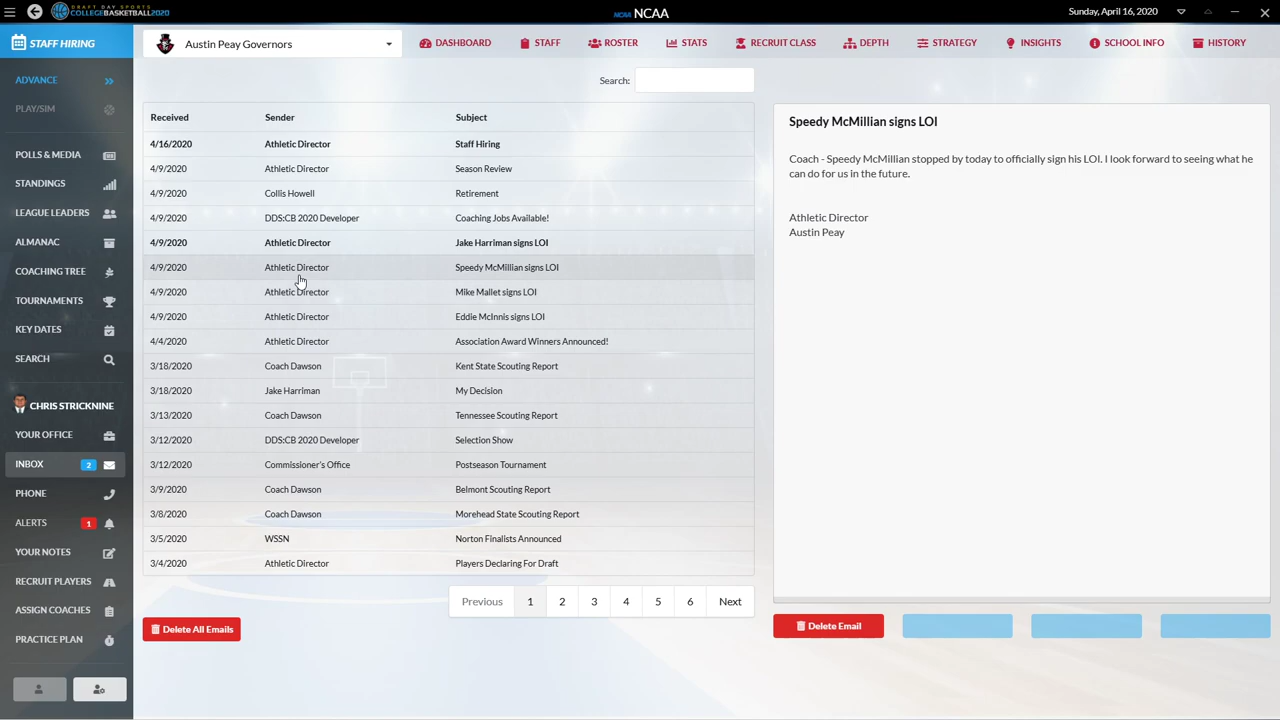 DRAFT DAY SPORTS
COLLEGE BASKETBALL 2020
NCAA NCAA
Sunday, April 16, 2020
STAFF HIRING
Austin Peay Governors
DASHBOARD
STAFF
ROSTER
STATS
RECRUIT CLASS
DEPTH
STRATEGY
INSIGHTS
SCHOOL INFO
HISTORY
ADVANCE
PLAY/SIM
POLLS & MEDIA
STANDINGS
LEAGUE LEADERS
ALMANAC
COACHING TREE
TOURNAMENTS
KEY DATES
SEARCH
CHRIS STRICKNINE
YOUR OFFICE
INBOX 2
PHONE
ALERTS 1
YOUR NOTES
RECRUIT PLAYERS
ASSIGN COACHES
PRACTICE PLAN
Search:
Received Sender Subject
4/16/2020 Athletic Director Staff Hiring
4/9/2020 Athletic Director Season Review
4/9/2020 Collis Howell Retirement
4/9/2020 DDS:CB 2020 Developer Coaching Jobs Available!
4/9/2020 Athletic Director Jake Harriman signs LOI
4/9/2020 Athletic Director Speedy McMillian signs LOI
4/9/2020 Athletic Director Mike Mallet signs LOI
4/9/2020 Athletic Director Eddie McInnis signs LOI
4/4/2020 Athletic Director Association Award Winners Announced!
3/18/2020 Coach Dawson Kent State Scouting Report
3/18/2020 Jake Harriman My Decision
3/13/2020 Coach Dawson Tennessee Scouting Report
3/12/2020 DDS:CB 2020 Developer Selection Show
3/12/2020 Commissioner's Office Postseason Tournament
3/9/2020 Coach Dawson Belmont Scouting Report
3/8/2020 Coach Dawson Morehead State Scouting Report
3/5/2020 WSSN Norton Finalists Announced
3/4/2020 Athletic Director Players Declaring For Draft
Previous 1 2 3 4 5 6 Next
Delete All Emails
Speedy McMillian signs LOI
Coach - Speedy McMillian stopped by today to officially sign his LOI. I look forward to seeing what he
can do for us in the future.
Athletic Director
Austin Peay
Delete Email